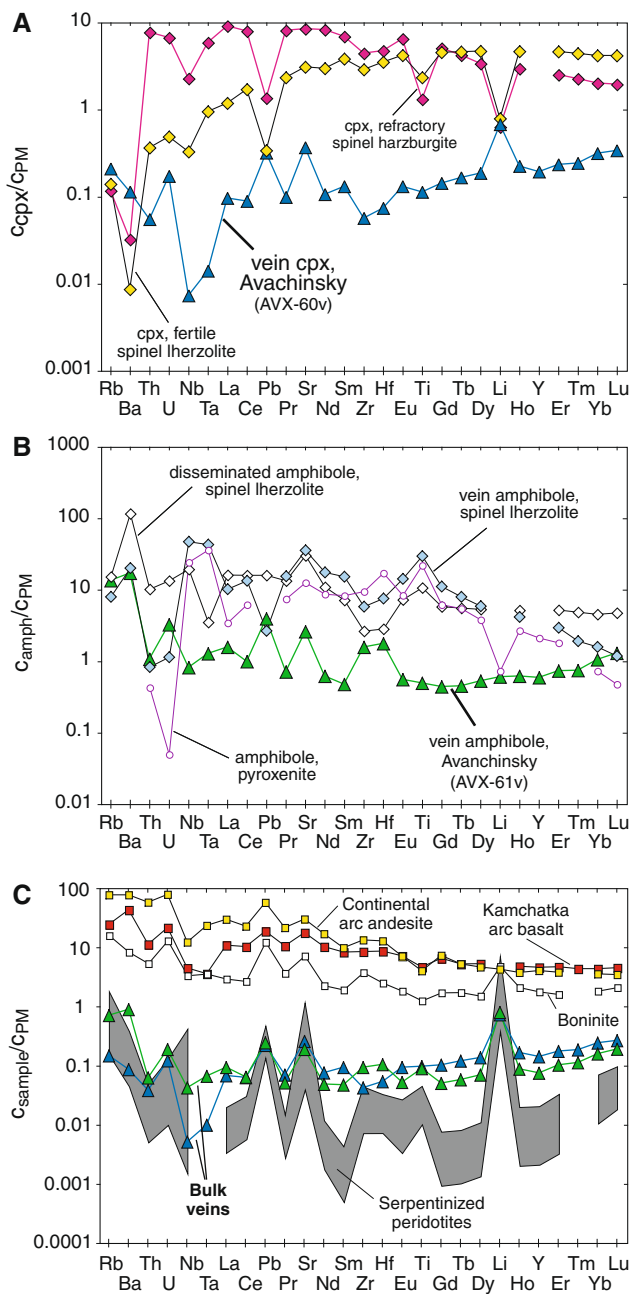 A
10
1
0.1
0.01
0.001
c_cpx/c_PM
cpx, refractory
spinel harzburgite
vein cpx,
Avachinsky
(AVX-60v)
cpx, fertile
spinel lherzolite
Rb Th Nb La Pb Sr Sm Hf Ti Tb Li Y Tm Lu
Ba U Ta Ce Pr Nd Zr Eu Gd Dy Ho Er Yb
B
1000
100
10
1
0.1
0.01
c_amph/c_PM
disseminated amphibole,
spinel lherzolite
vein amphibole,
spinel lherzolite
amphibole,
pyroxenite
vein amphibole,
Avanchinsky
(AVX-61v)
Rb Th Nb La Pb Sr Sm Hf Ti Tb Li Y Tm Lu
Ba U Ta Ce Pr Nd Zr Eu Gd Dy Ho Er Yb
C
100
10
1
0.1
0.01
0.001
0.0001
c_sample/c_PM
Continental
arc andesite
Kamchatka
arc basalt
Boninite
Bulk
veins
Serpentinized
peridotites
Rb Th Nb La Pb Sr Sm Hf Ti Tb Li Y Tm Lu
Ba U Ta Ce Pr Nd Zr Eu Gd Dy Ho Er Yb